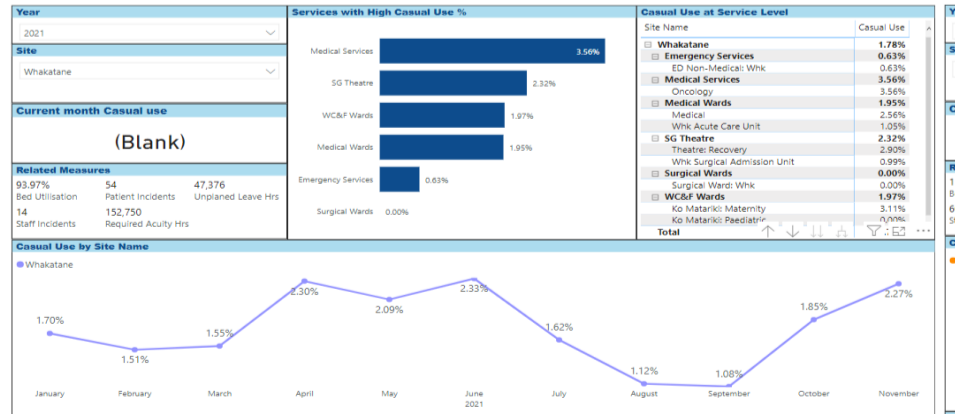 Year
2021
Site
Whakatane
Current month Casual use
(Blank)
Related Measures
93.97% 54 47,376
Bed Utilisation Patient Incidents Unplaned Leave Hrs
14 152,750
Staff Incidents Required Acuity Hrs
Services with High Casual Use %
Medical Services 3.56%
SG Theatre 2.32%
WC&F Wards 1.97%
Medical Wards 1.95%
Emergency Services 0.63%
Surgical Wards 0.00%
Casual Use at Service Level
Site Name Casual Use
Whakatane 1.78%
Emergency Services 0.63%
ED Non-Medical: Whk 0.63%
Medical Services 3.56%
Oncology 3.56%
Medical Wards 1.95%
Medical 2.56%
Whk Acute Care Unit 1.05%
SG Theatre 2.32%
Theatre: Recovery 2.90%
Whk Surgical Admission Unit 0.99%
Surgical Wards 0.00%
Surgical Ward: Whk 0.00%
WC&F Wards 1.97%
Ko Matariki: Maternity 3.11%
Ko Matariki: Paediatric 0.00%
Total
Casual Use by Site Name
Whakatane
1.70% 1.51% 1.55% 2.30% 2.09% 2.33% 1.62% 1.12% 1.08% 1.85% 2.27%
January February March April May June July August September October November
2021